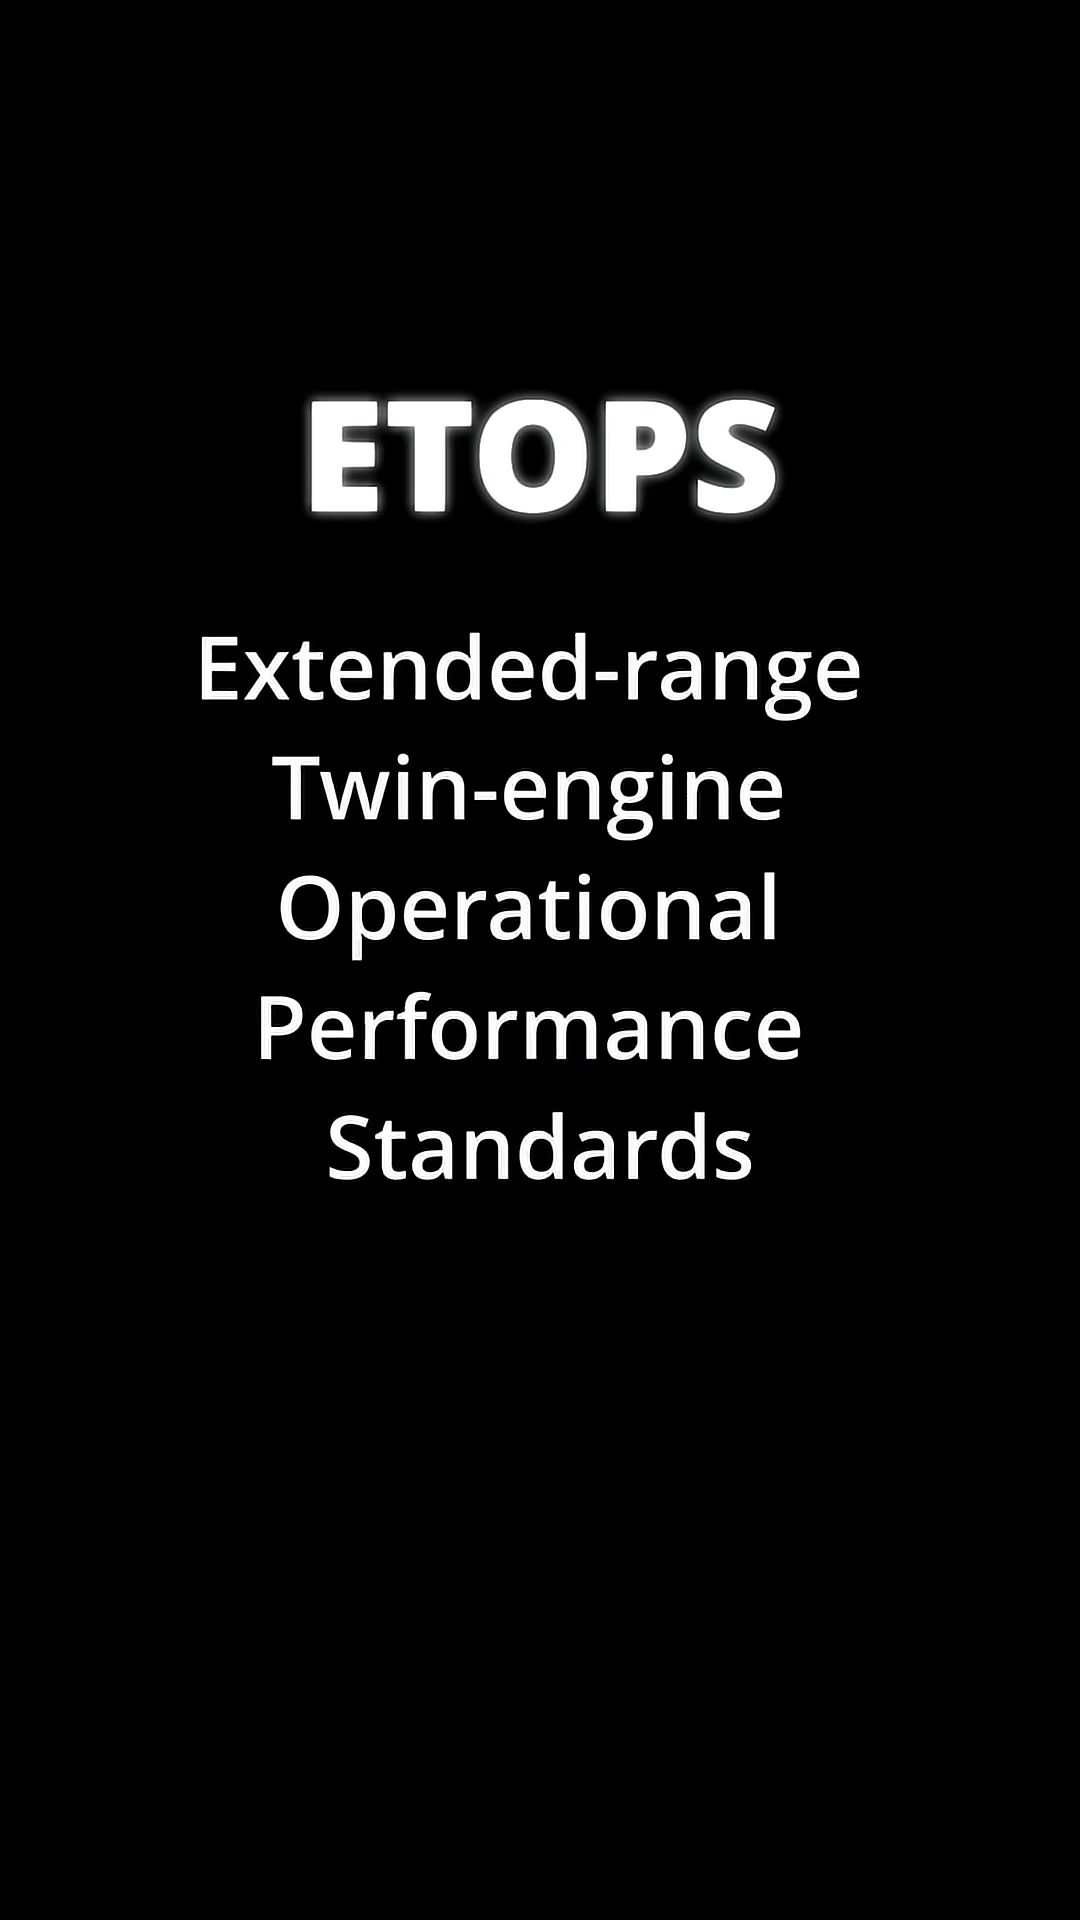 ETOPS
Extended-range
Twin-engine
Operational
Performance
Standards